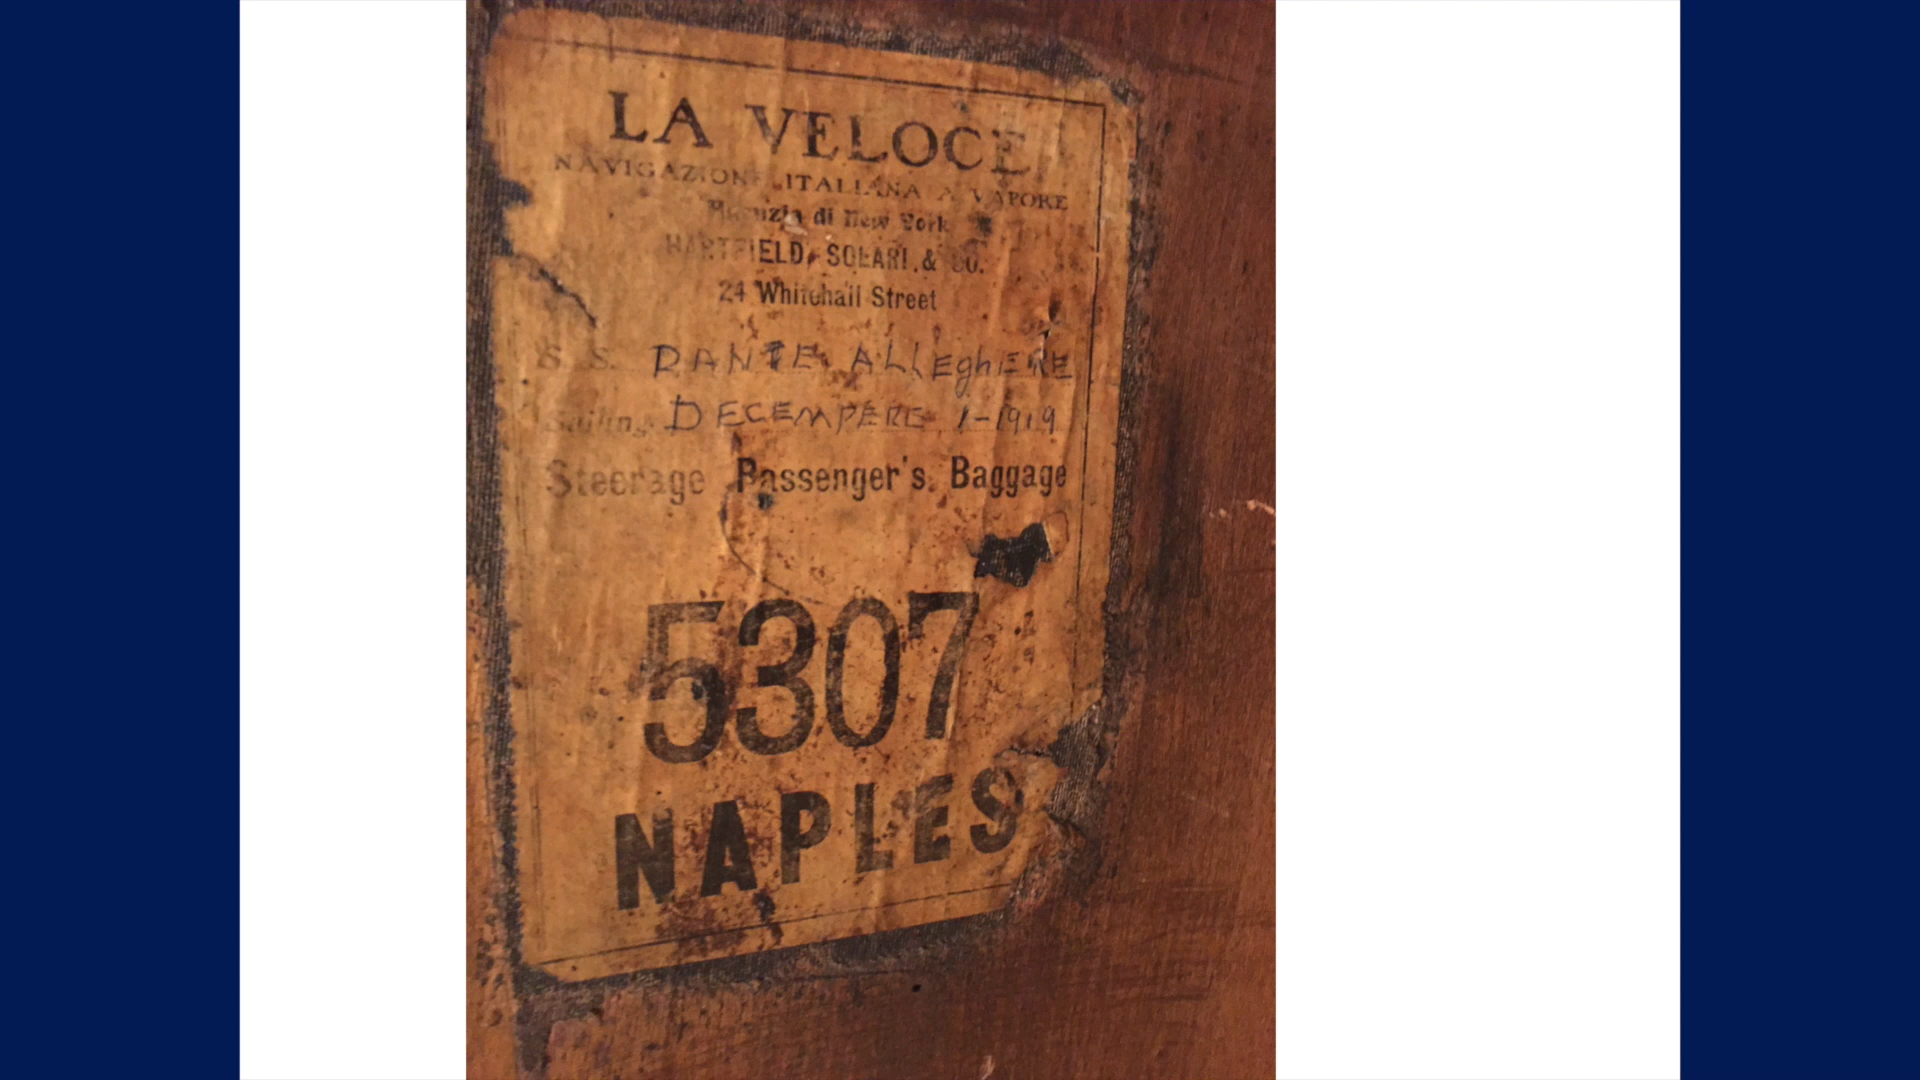 LA VELOCE
NAVIGAZIONE ITALIANA A VAPORE
di New York
HARTFIELD, SOLARI & CO.
24 Whitehall Street
S. S. DANTE ALLEghERE
Sailing DECEMPERE 1-1919
Steerage Passenger's Baggage
5307
NAPLES